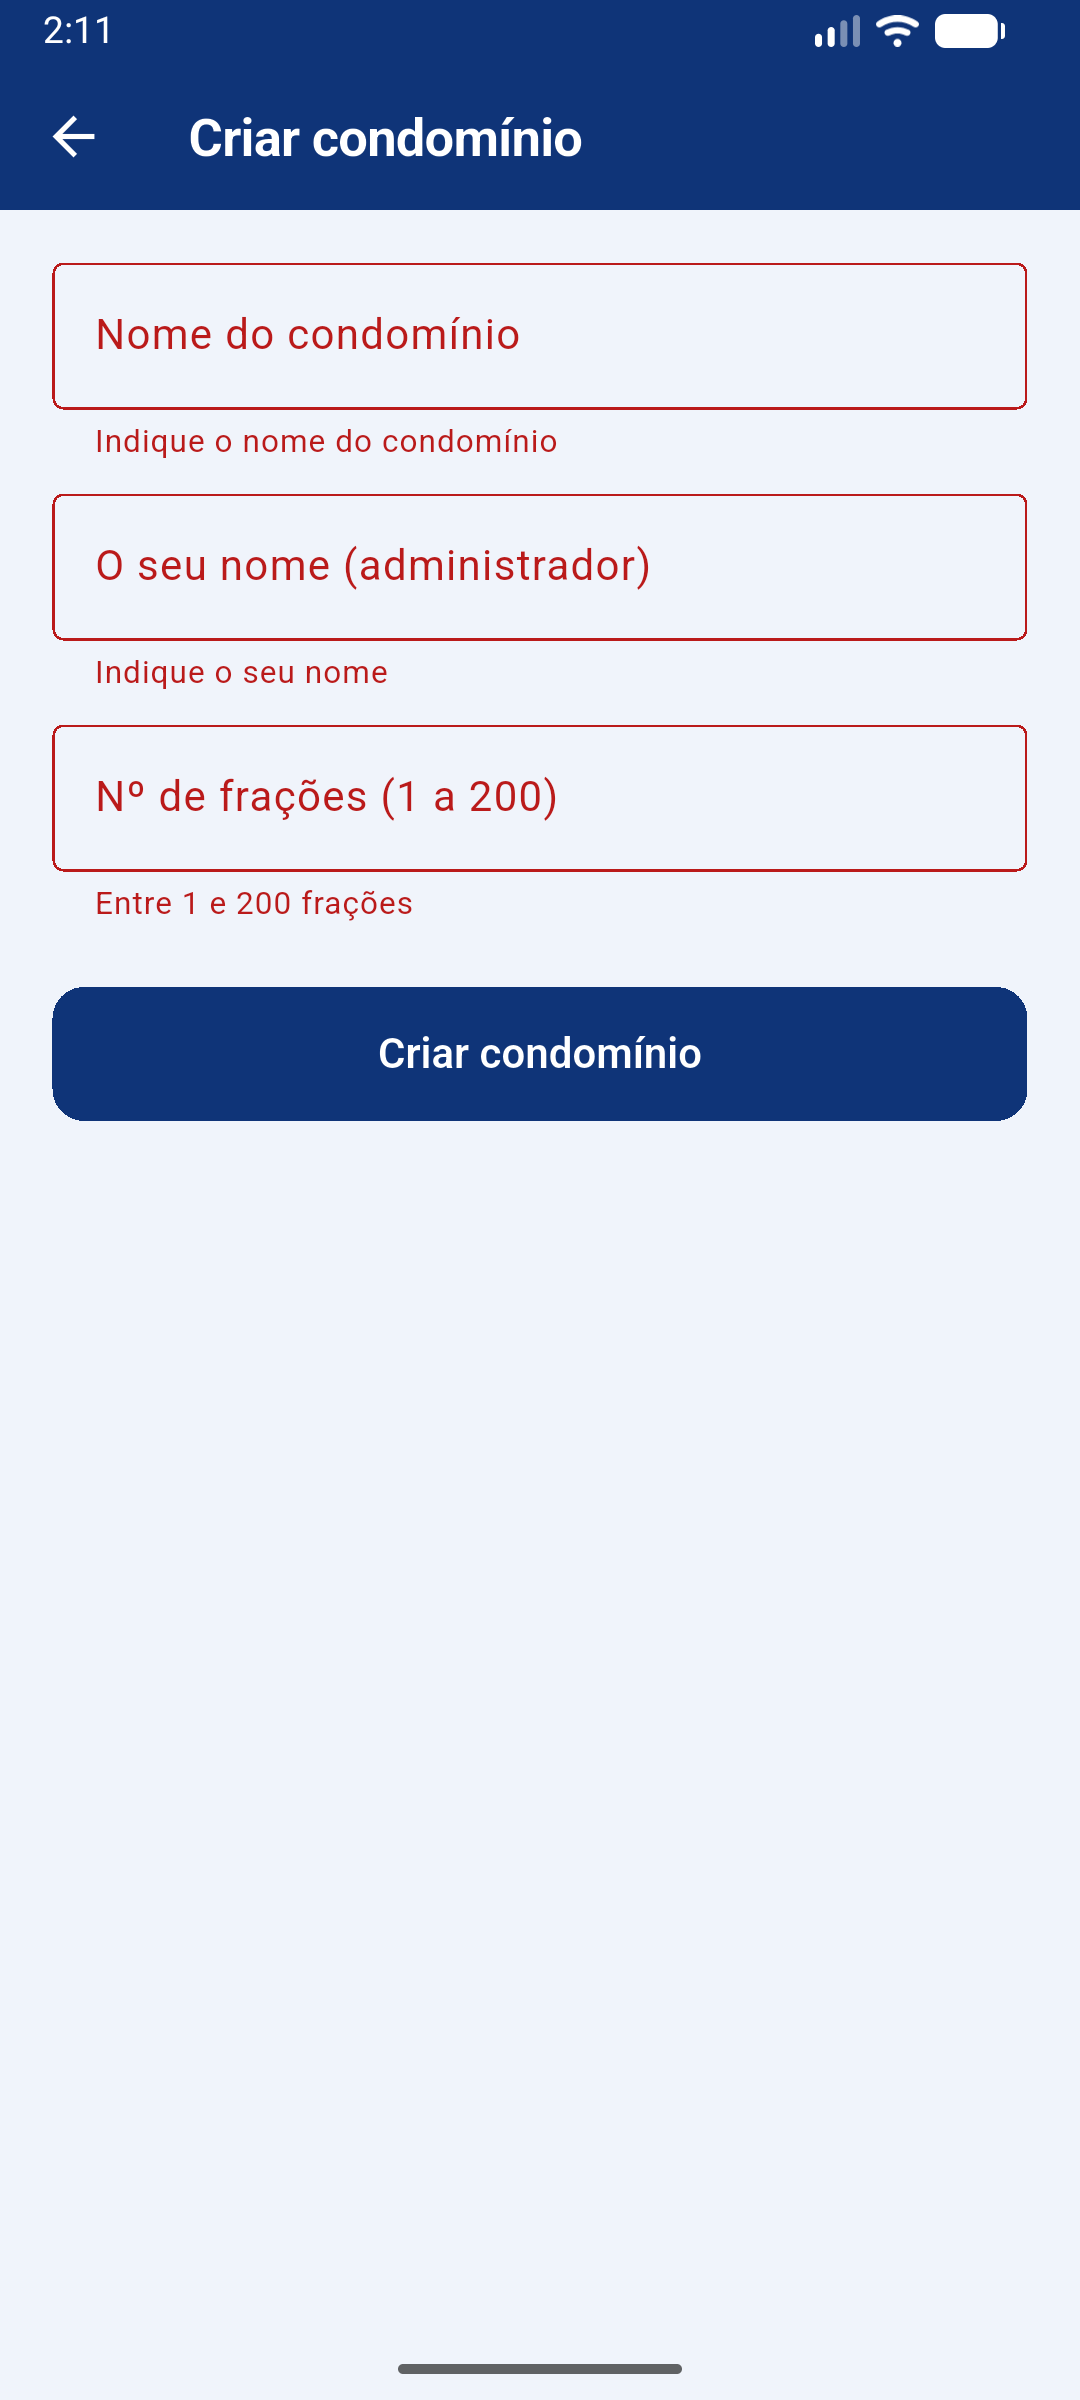 2:11
Criar condomínio
Nome do condomínio
Indique o nome do condomínio
O seu nome (administrador)
Indique o seu nome
Nº de frações (1 a 200)
Entre 1 e 200 frações
Criar condomínio